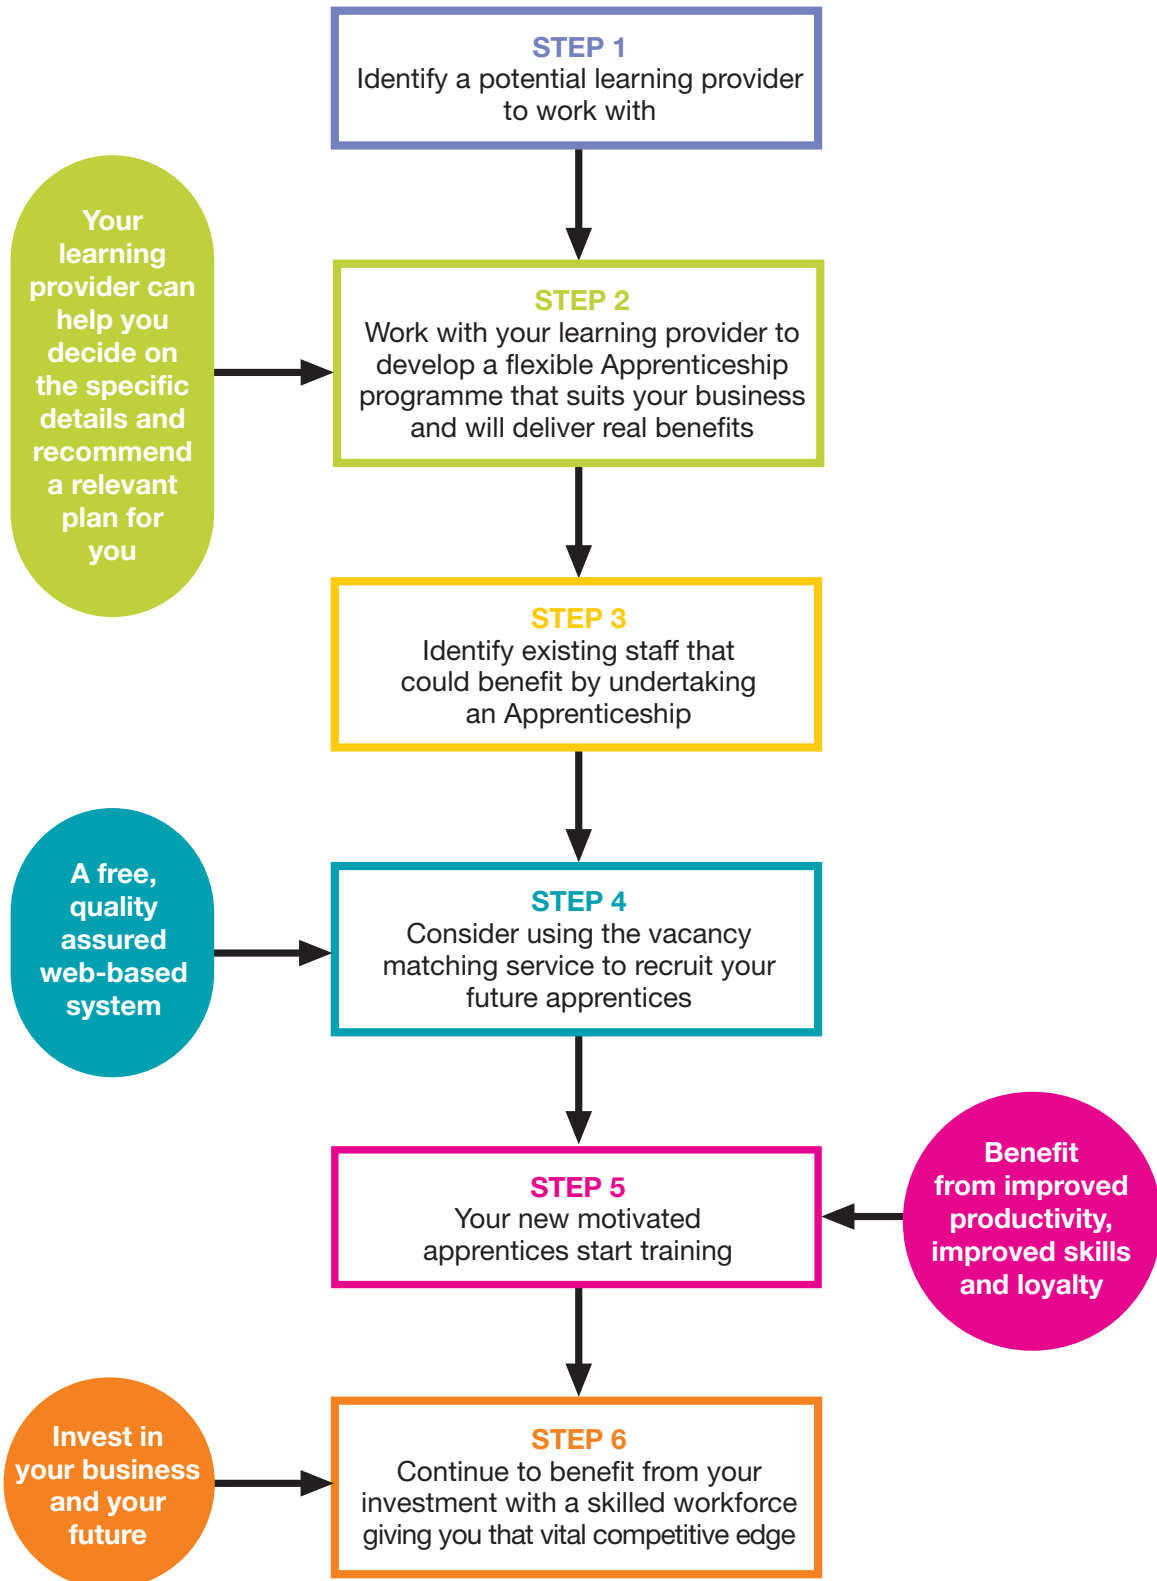 STEP 1
Identify a potential learning provider
to work with
Your
learning
provider can
help you
decide on
the specific
details and
recommend
a relevant
plan for
you
STEP 2
Work with your learning provider to
develop a flexible Apprenticeship
programme that suits your business
and will deliver real benefits
STEP 3
Identify existing staff that
could benefit by undertaking
an Apprenticeship
A free,
quality
assured
web-based
system
STEP 4
Consider using the vacancy
matching service to recruit your
future apprentices
STEP 5
Your new motivated
apprentices start training
Benefit
from improved
productivity,
improved skills
and loyalty
Invest in
your business
and your
future
STEP 6
Continue to benefit from your
investment with a skilled workforce
giving you that vital competitive edge